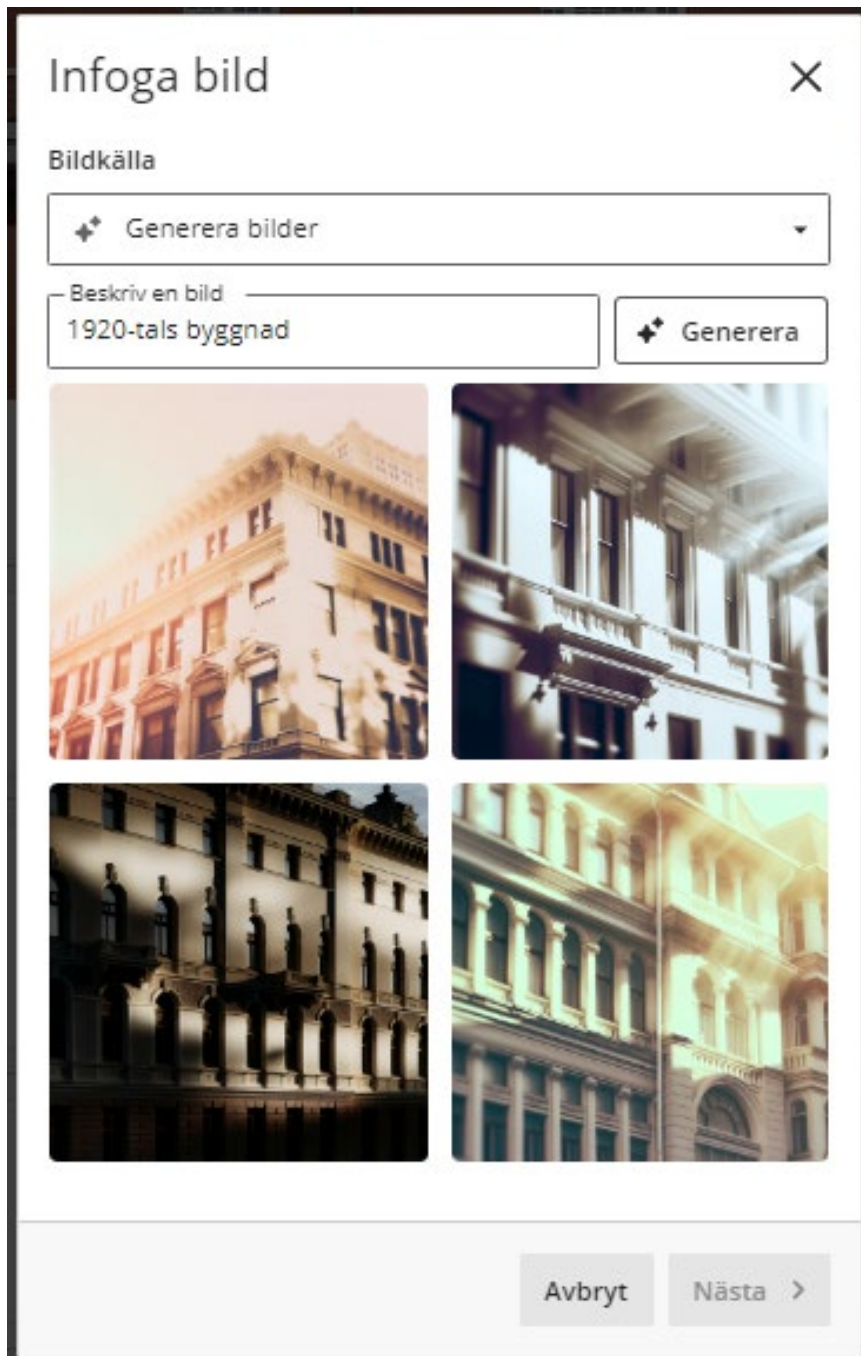 Infoga bild
Bildkälla
Generera bilder
Beskriv en bild
1920-tals byggnad
Generera
Avbryt
Nästa